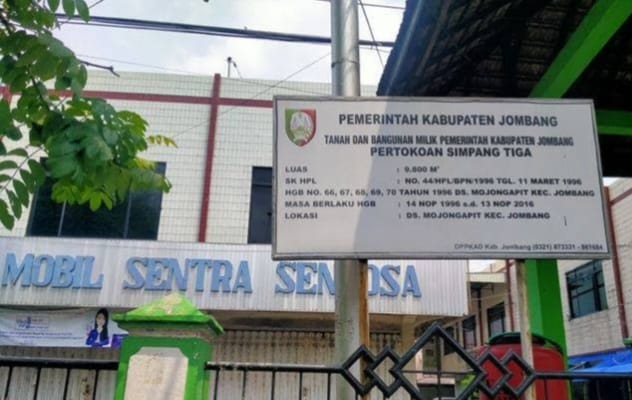 PEMERINTAH KABUPATEN JOMBANG
TANAH DAN BANGUNAN MILIK PEMERINTAH KABUPATEN JOMBANG
PERTOKOAN SIMPANG TIGA
LUAS : 9,800 M²
SK HPL : NO. 44/HPL/BPN/1996 TGL. 11 MARET 1996
HGB NO. 66, 67, 68, 69, 70 TAHUN 1996 DS. MOJONGAPIT KEC. JOMBANG
MASA BERLAKU HGB : 14 NOP 1996 s.d. 13 NOP 2016
LOKASI : DS. MOJONGAPIT KEC. JOMBANG
DPPKAD Kab. Jombang (0321) 873331 - 861684
MOBIL SENTRA SEN OSA